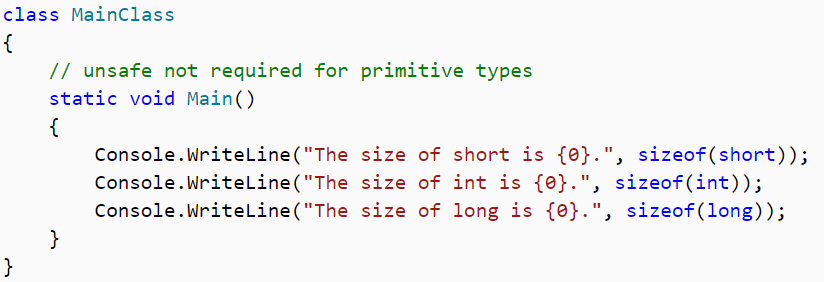 class MainClass
{
    // unsafe not required for primitive types
    static void Main()
    {
        Console.WriteLine("The size of short is {0}.", sizeof(short));
        Console.WriteLine("The size of int is {0}.", sizeof(int));
        Console.WriteLine("The size of long is {0}.", sizeof(long));
    }
}